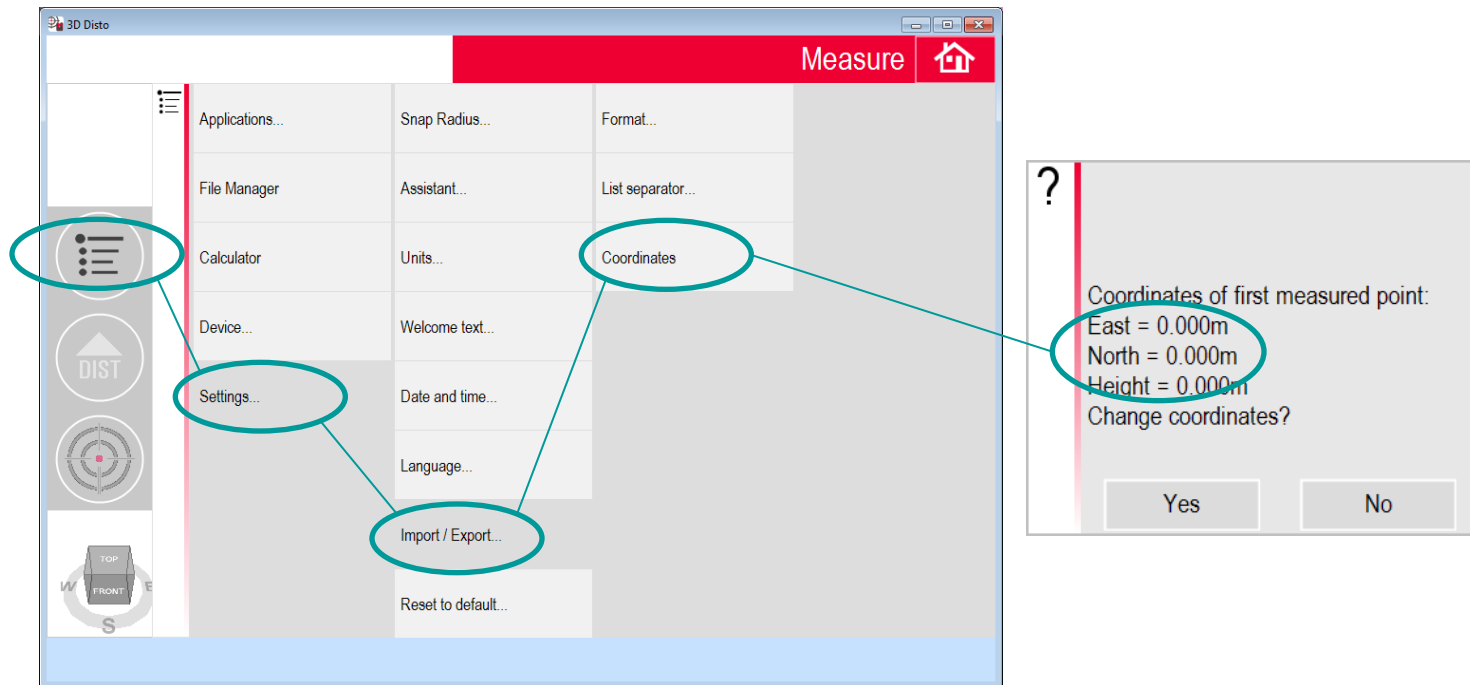 3D Disto
Measure
Applications...
Snap Radius...
Format...
File Manager
Assistant...
List separator...
Calculator
Units...
Coordinates
Device...
Welcome text...
DIST
Settings...
Date and time...
Language...
Import / Export...
Reset to default...
TOP
FRONT
W
E
S
?
Coordinates of first measured point:
East = 0.000m
North = 0.000m
Height = 0.000m
Change coordinates?
Yes
No